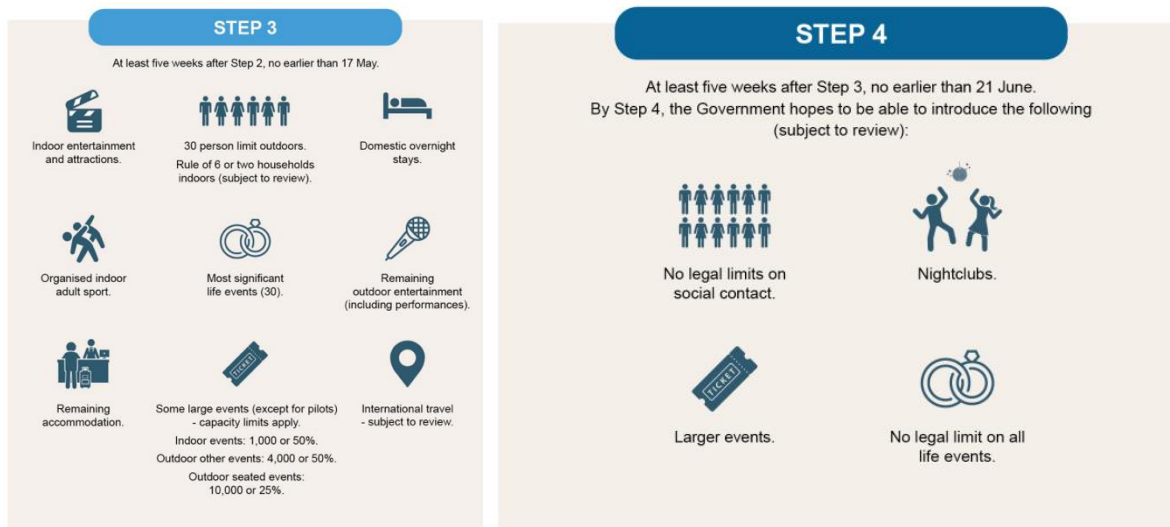 STEP 3
At least five weeks after Step 2, no earlier than 17 May.
Indoor entertainment
and attractions.
30 person limit outdoors.
Rule of 6 or two households
indoors (subject to review).
Domestic overnight
stays.
Organised indoor
adult sport.
Most significant
life events (30).
Remaining
outdoor entertainment
(including performances).
TICKET
Remaining
accommodation.
Some large events (except for pilots)
- capacity limits apply.
Indoor events: 1,000 or 50%.
Outdoor other events: 4,000 or 50%.
Outdoor seated events:
10,000 or 25%.
International travel
- subject to review.
STEP 4
At least five weeks after Step 3, no earlier than 21 June.
By Step 4, the Government hopes to be able to introduce the following
(subject to review):
No legal limits on
social contact.
Nightclubs.
TICKET
Larger events.
No legal limit on all
life events.